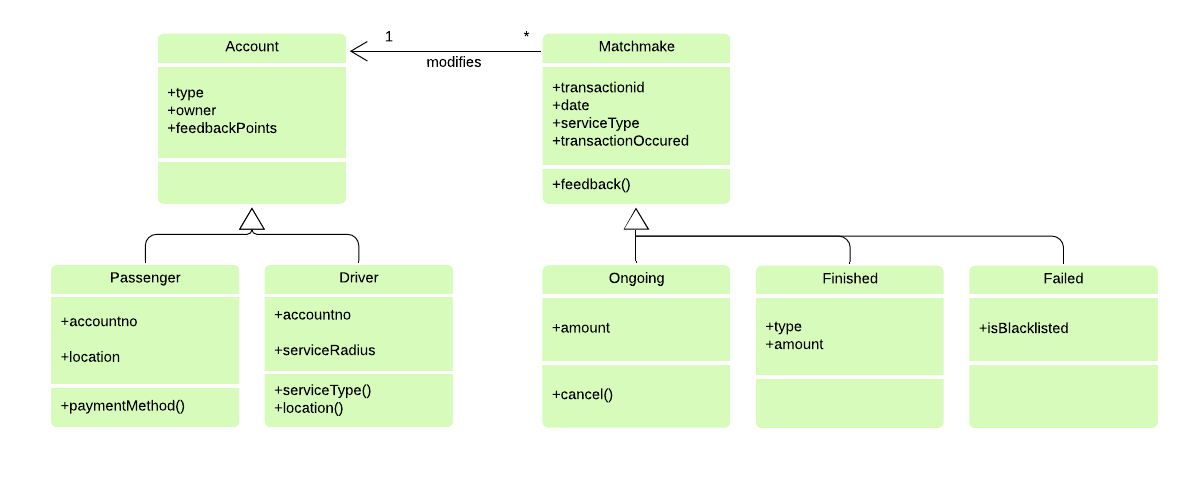 Account
+type
+owner
+feedbackPoints
1
*
modifies
Matchmake
+transactionid
+date
+serviceType
+transactionOccured
+feedback()
Passenger
+accountno
+location
+paymentMethod()
Driver
+accountno
+serviceRadius
+serviceType()
+location()
Ongoing
+amount
+cancel()
Finished
+type
+amount
Failed
+isBlacklisted